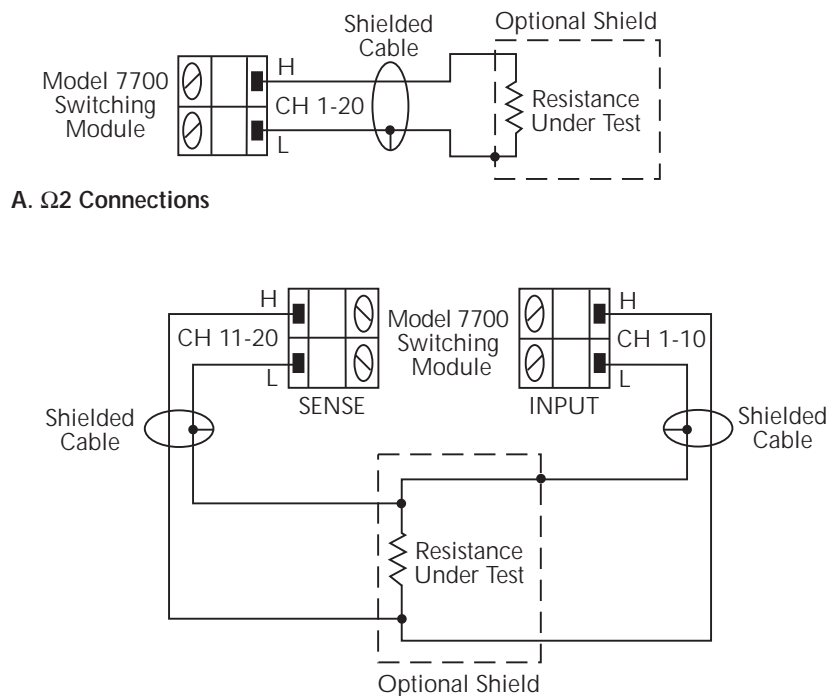 Shielded
Cable
Optional Shield
Model 7700
Switching
Module
H
CH 1-20
L
Resistance
Under Test
A. Ω2 Connections
H
CH 11-20
L
SENSE
Model 7700
Switching
Module
INPUT
H
CH 1-10
L
Shielded
Cable
Shielded
Cable
Resistance
Under Test
Optional Shield